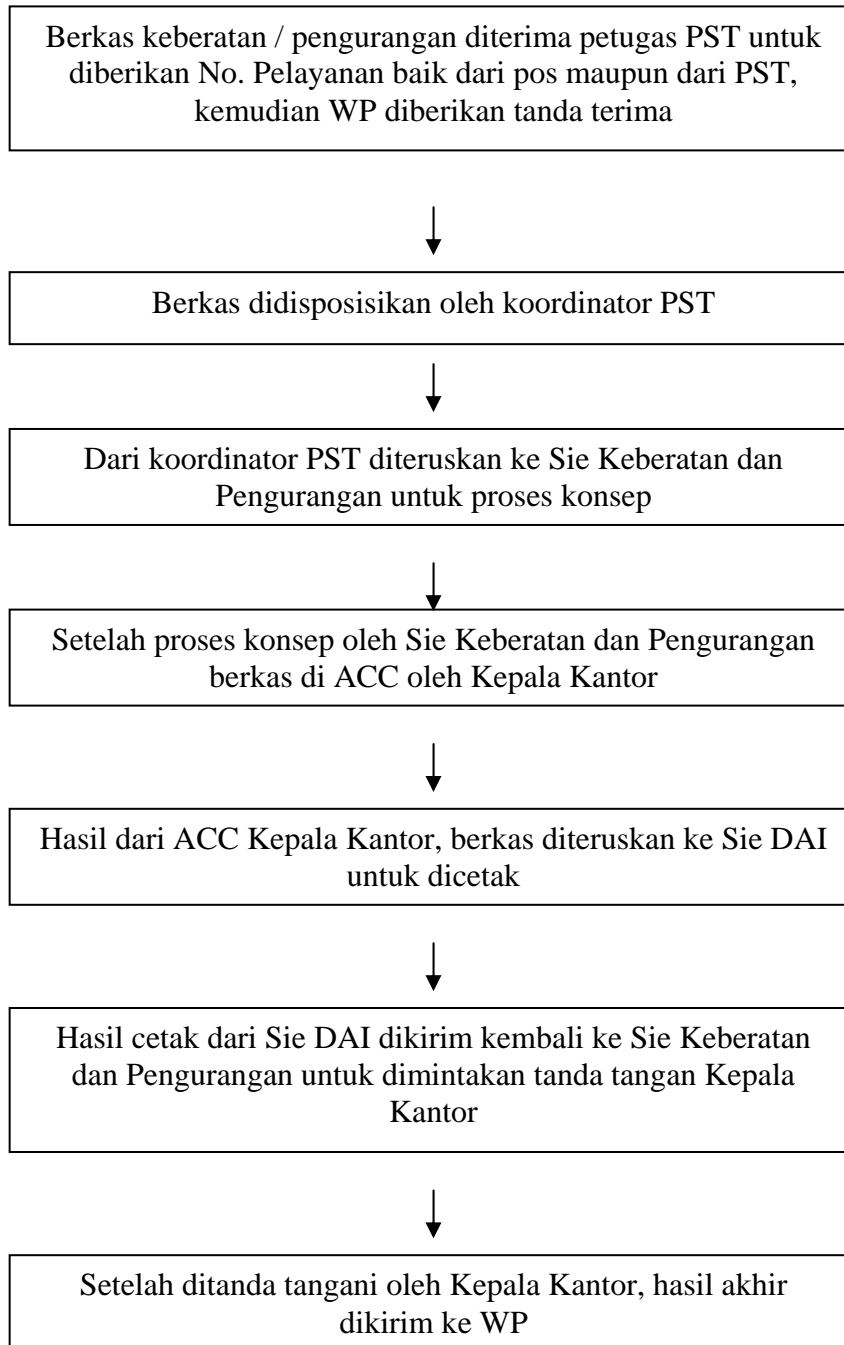 Berkas keberatan / pengurangan diterima petugas PST untuk
diberikan No. Pelayanan baik dari pos maupun dari PST,
kemudian WP diberikan tanda terima
Berkas didisposisikan oleh koordinator PST
Dari koordinator PST diteruskan ke Sie Keberatan dan
Pengurangan untuk proses konsep
Setelah proses konsep oleh Sie Keberatan dan Pengurangan
berkas di ACC oleh Kepala Kantor
Hasil dari ACC Kepala Kantor, berkas diteruskan ke Sie DAI
untuk dicetak
Hasil cetak dari Sie DAI dikirim kembali ke Sie Keberatan
dan Pengurangan untuk dimintakan tanda tangan Kepala
Kantor
Setelah ditanda tangani oleh Kepala Kantor, hasil akhir
dikirim ke WP